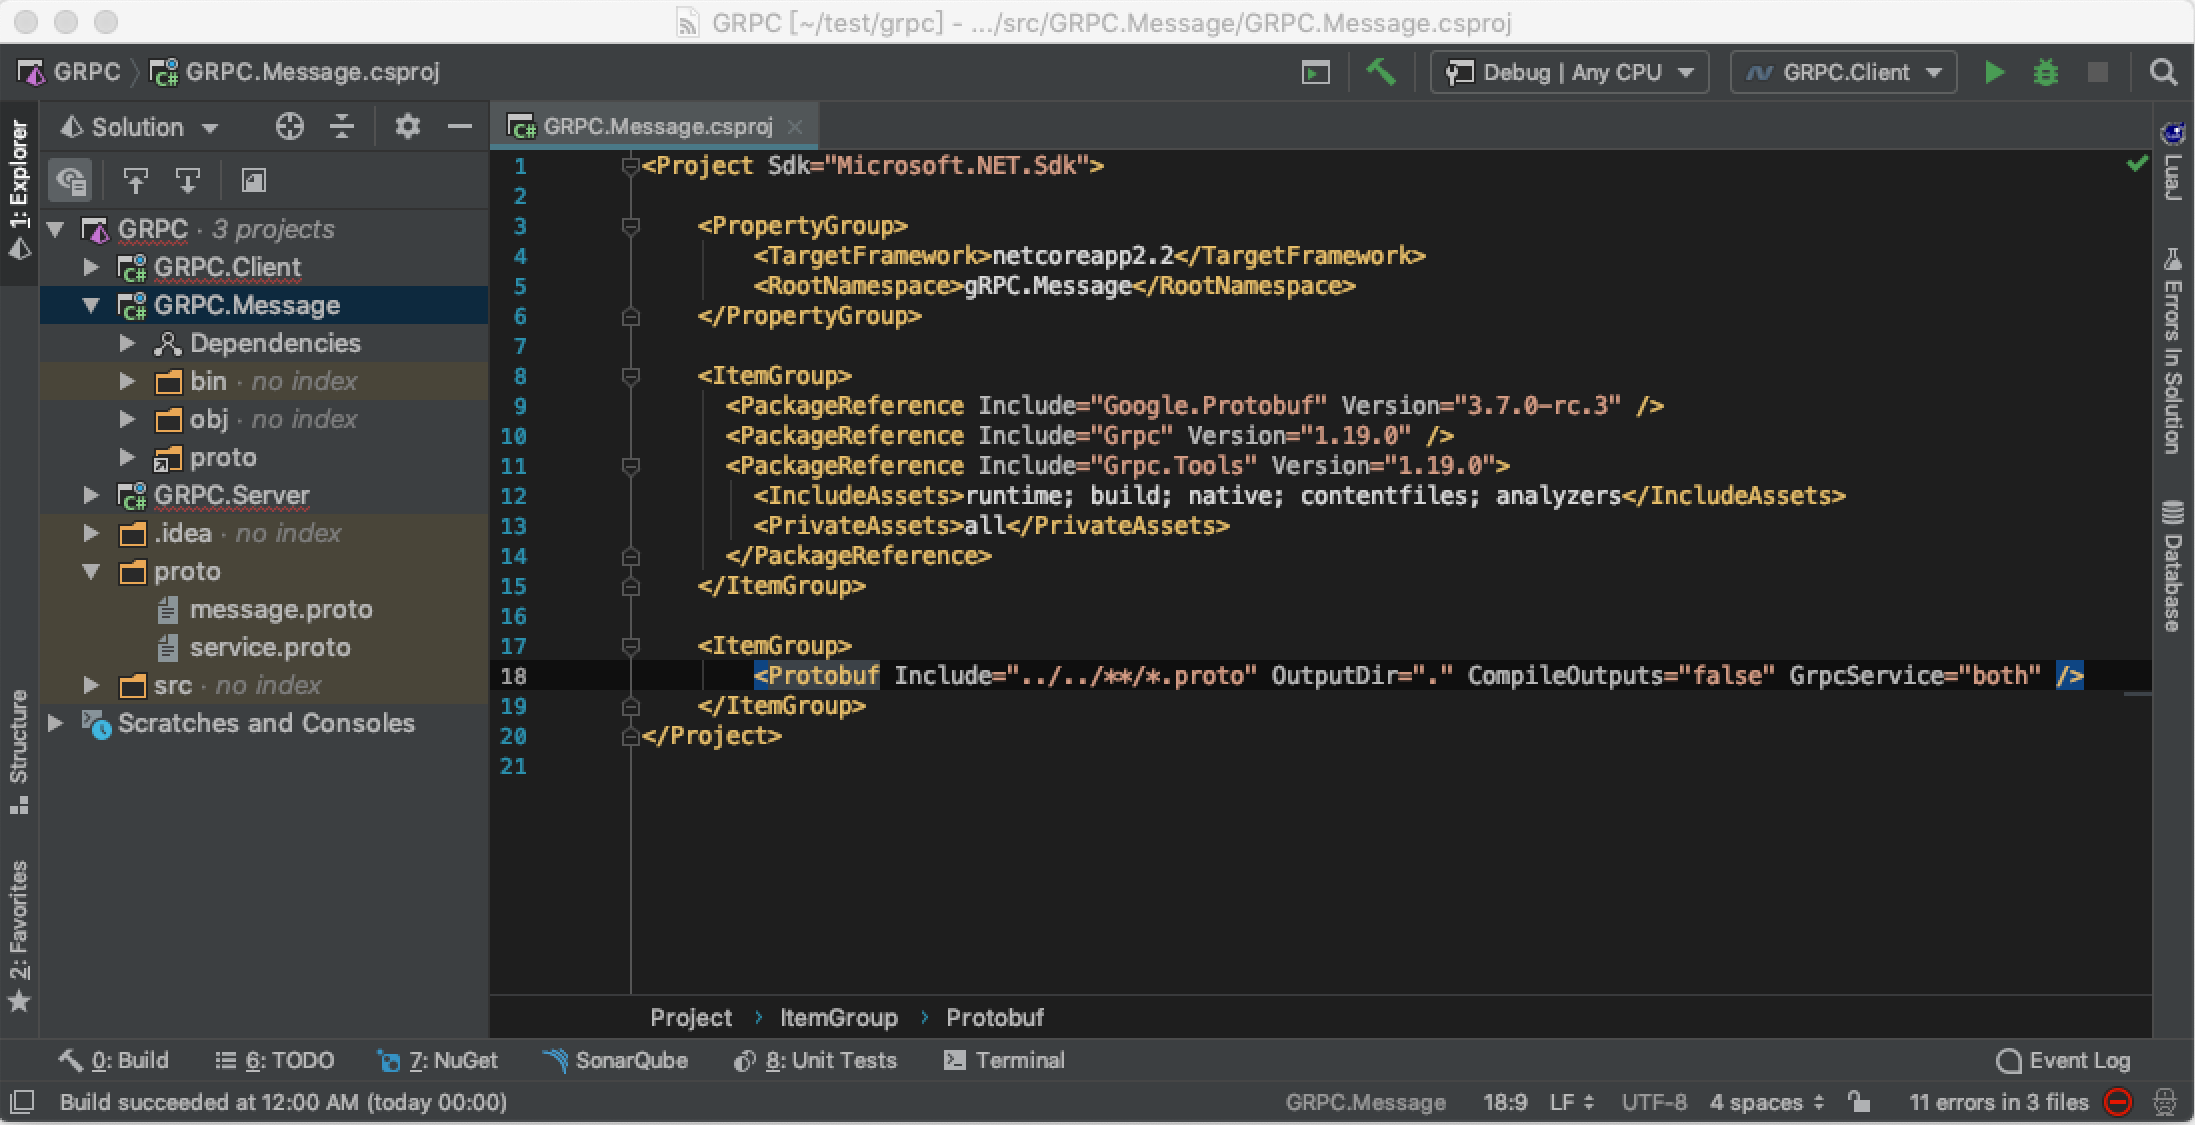 GRPC [~/test/grpc] - .../src/GRPC.Message/GRPC.Message.csproj
GRPC GRPC.Message.csproj
Debug | Any CPU
GRPC.Client
Solution
GRPC.Message.csproj
1: Explorer
GRPC · 3 projects
GRPC.Client
GRPC.Message
Dependencies
bin · no index
obj · no index
proto
GRPC.Server
.idea · no index
proto
message.proto
service.proto
src · no index
Scratches and Consoles
Structure
2: Favorites
1 <Project Sdk="Microsoft.NET.Sdk">
2
3 <PropertyGroup>
4 <TargetFramework>netcoreapp2.2</TargetFramework>
5 <RootNamespace>gRPC.Message</RootNamespace>
6 </PropertyGroup>
7
8 <ItemGroup>
9 <PackageReference Include="Google.Protobuf" Version="3.7.0-rc.3" />
10 <PackageReference Include="Grpc" Version="1.19.0" />
11 <PackageReference Include="Grpc.Tools" Version="1.19.0">
12 <IncludeAssets>runtime; build; native; contentfiles; analyzers</IncludeAssets>
13 <PrivateAssets>all</PrivateAssets>
14 </PackageReference>
15 </ItemGroup>
16
17 <ItemGroup>
18 <Protobuf Include="../../**/*.proto" OutputDir="." CompileOutputs="false" GrpcService="both" />
19 </ItemGroup>
20 </Project>
21
LuaJ
Errors In Solution
Database
Project › ItemGroup › Protobuf
0: Build
6: TODO
7: NuGet
SonarQube
8: Unit Tests
Terminal
Event Log
Build succeeded at 12:00 AM (today 00:00)
GRPC.Message
18:9
LF
UTF-8
4 spaces
11 errors in 3 files